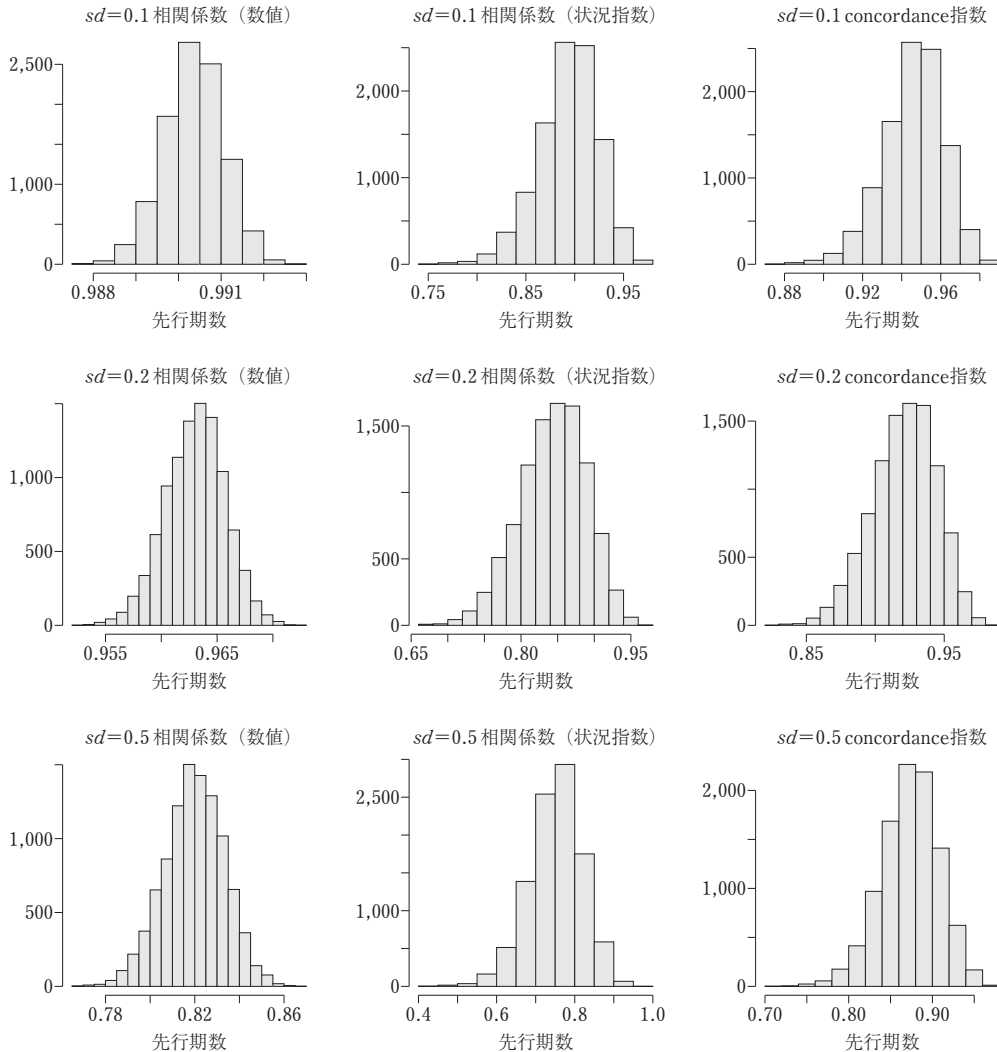 sd=0.1 相関係数（数値）
2,500
1,000
0
0.988 0.991
先行期数
sd=0.1 相関係数（状況指数）
2,000
1,000
0
0.75 0.85 0.95
先行期数
sd=0.1 concordance指数
2,000
1,000
0
0.88 0.92 0.96
先行期数
sd=0.2 相関係数（数値）
1,000
500
0
0.955 0.965
先行期数
sd=0.2 相関係数（状況指数）
1,500
500
0
0.65 0.80 0.95
先行期数
sd=0.2 concordance指数
1,500
500
0
0.85 0.95
先行期数
sd=0.5 相関係数（数値）
1,000
500
0
0.78 0.82 0.86
先行期数
sd=0.5 相関係数（状況指数）
2,500
1,000
0
0.4 0.6 0.8 1.0
先行期数
sd=0.5 concordance指数
2,000
1,000
0
0.70 0.80 0.90
先行期数